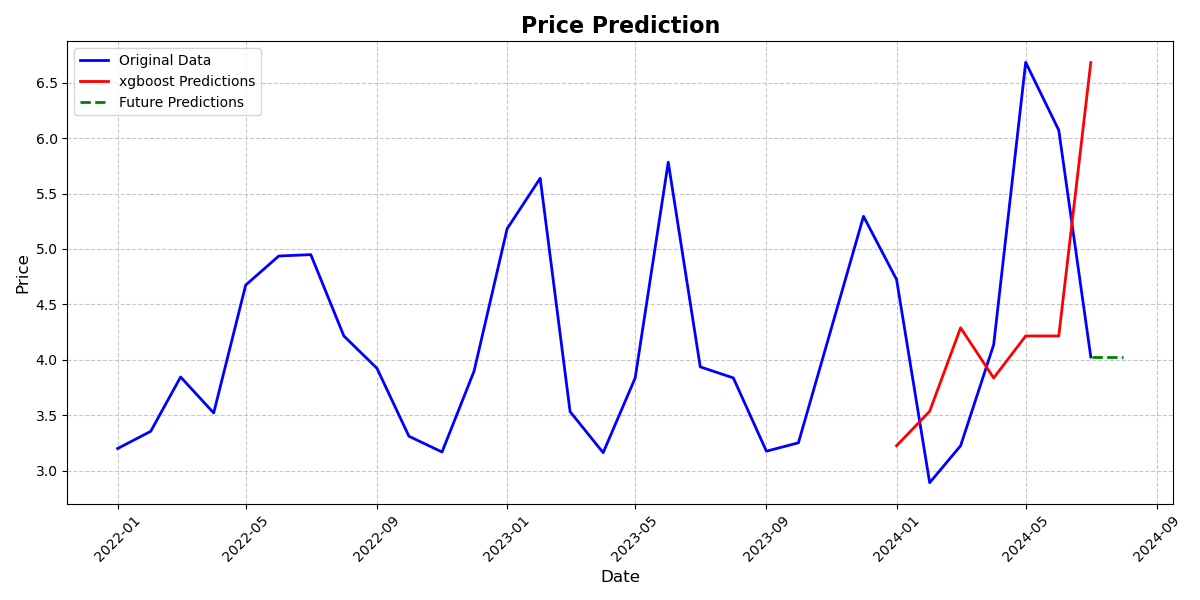 Price Prediction
Original Data
xgboost Predictions
Future Predictions
Price
6.5
6.0
5.5
5.0
4.5
4.0
3.5
3.0
2022-01
2022-05
2022-09
2023-01
2023-05
2023-09
2024-01
2024-05
2024-09
Date